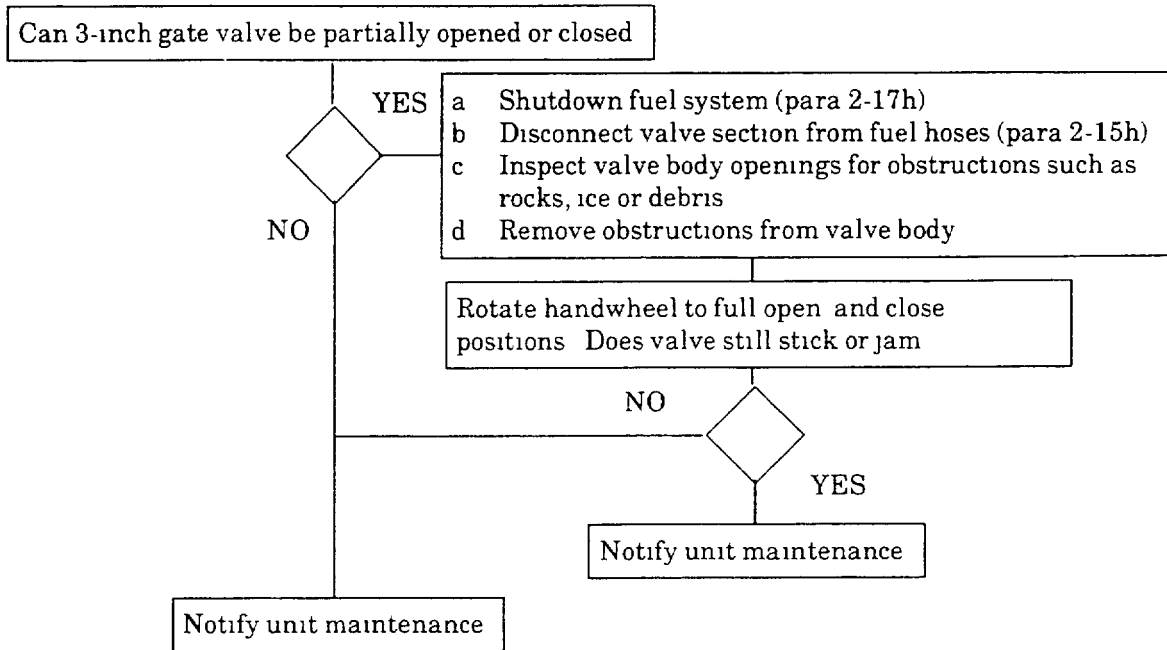 Can 3-inch gate valve be partially opened or closed
YES
a Shutdown fuel system (para 2-17h)
b Disconnect valve section from fuel hoses (para 2-15h)
c Inspect valve body openings for obstructions such as
rocks, ice or debris
d Remove obstructions from valve body
NO
Rotate handwheel to full open and close
positions Does valve still stick or jam
NO
YES
Notify unit maintenance
Notify unit maintenance